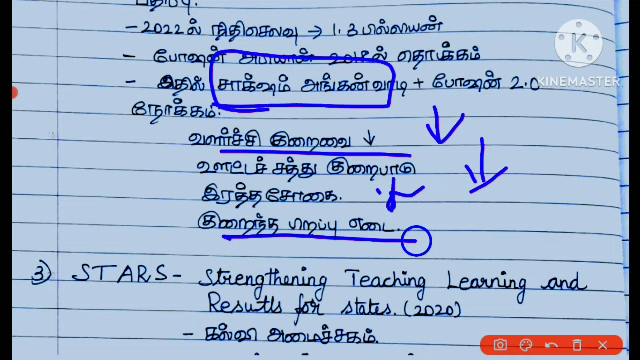 - 2022ல் நிதிசெலவு → 1.3 பில்லியன்
- போஷன் அபியான் 2018ல் தொடக்கம்
- இதில் சாக்ஷம் அங்கன்வாடி + போஷன் 2.0
KINEMASTER
நோக்கம்.
வளர்ச்சி குறைவை ↓
ஊட்டச் சத்து குறைபாடு
இரத்தசோகை.
குறைந்த பிறப்பு எடை.
3) STARS - Strengthening Teaching Learning and
Results for states. (2020)
- கல்வி அமைச்சகம்.